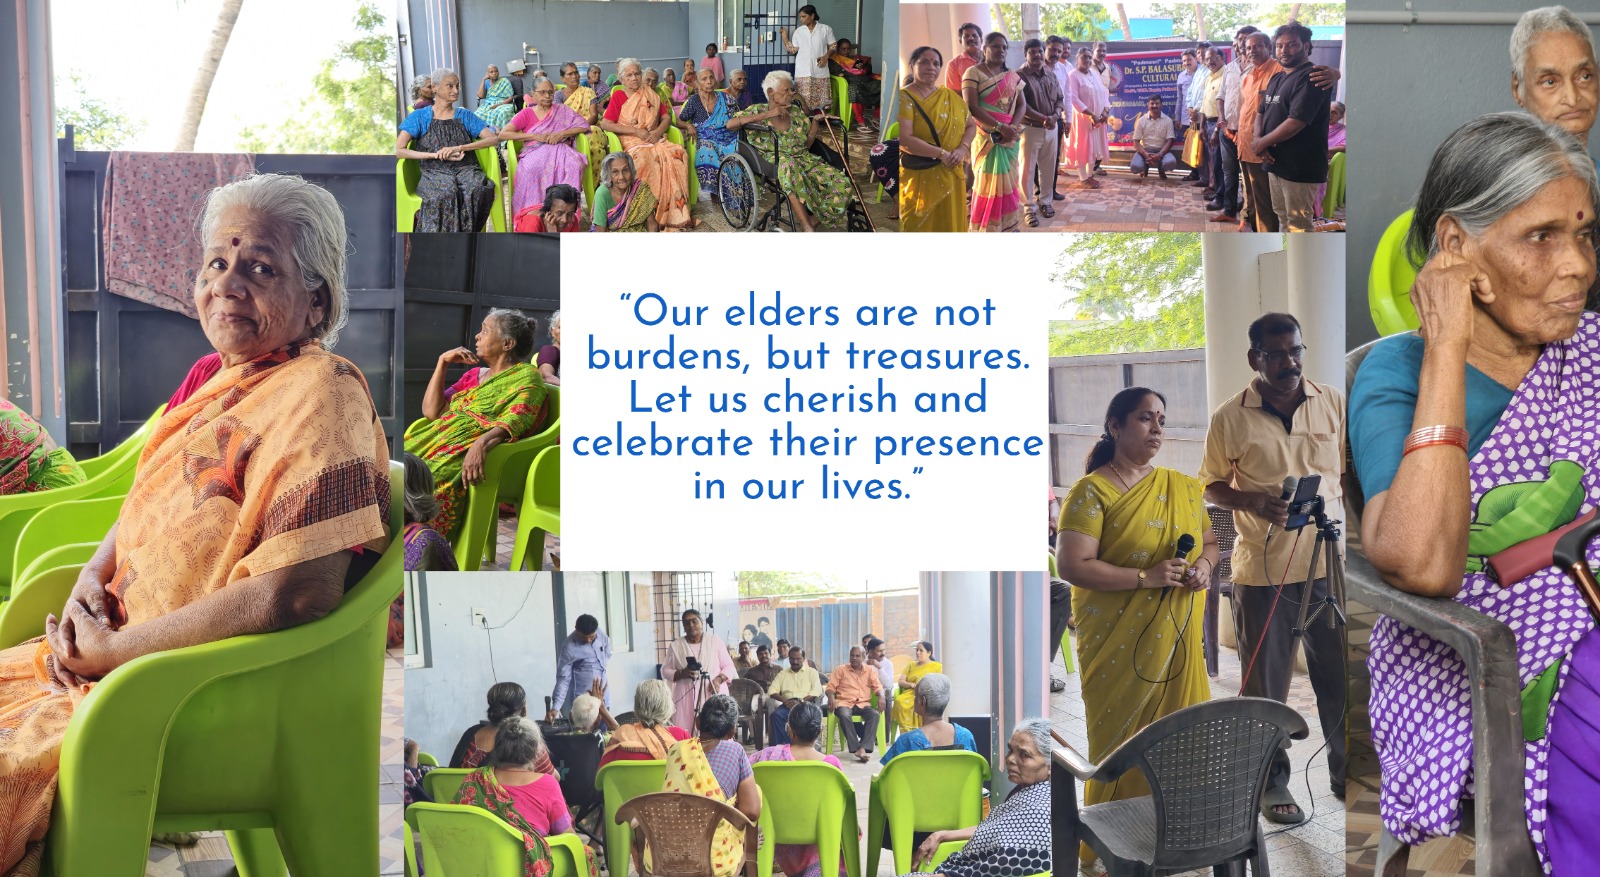 Dr. S.P. BALASUB
CULTURAL
“Our elders are not
burdens, but treasures.
Let us cherish and
celebrate their presence
in our lives.”